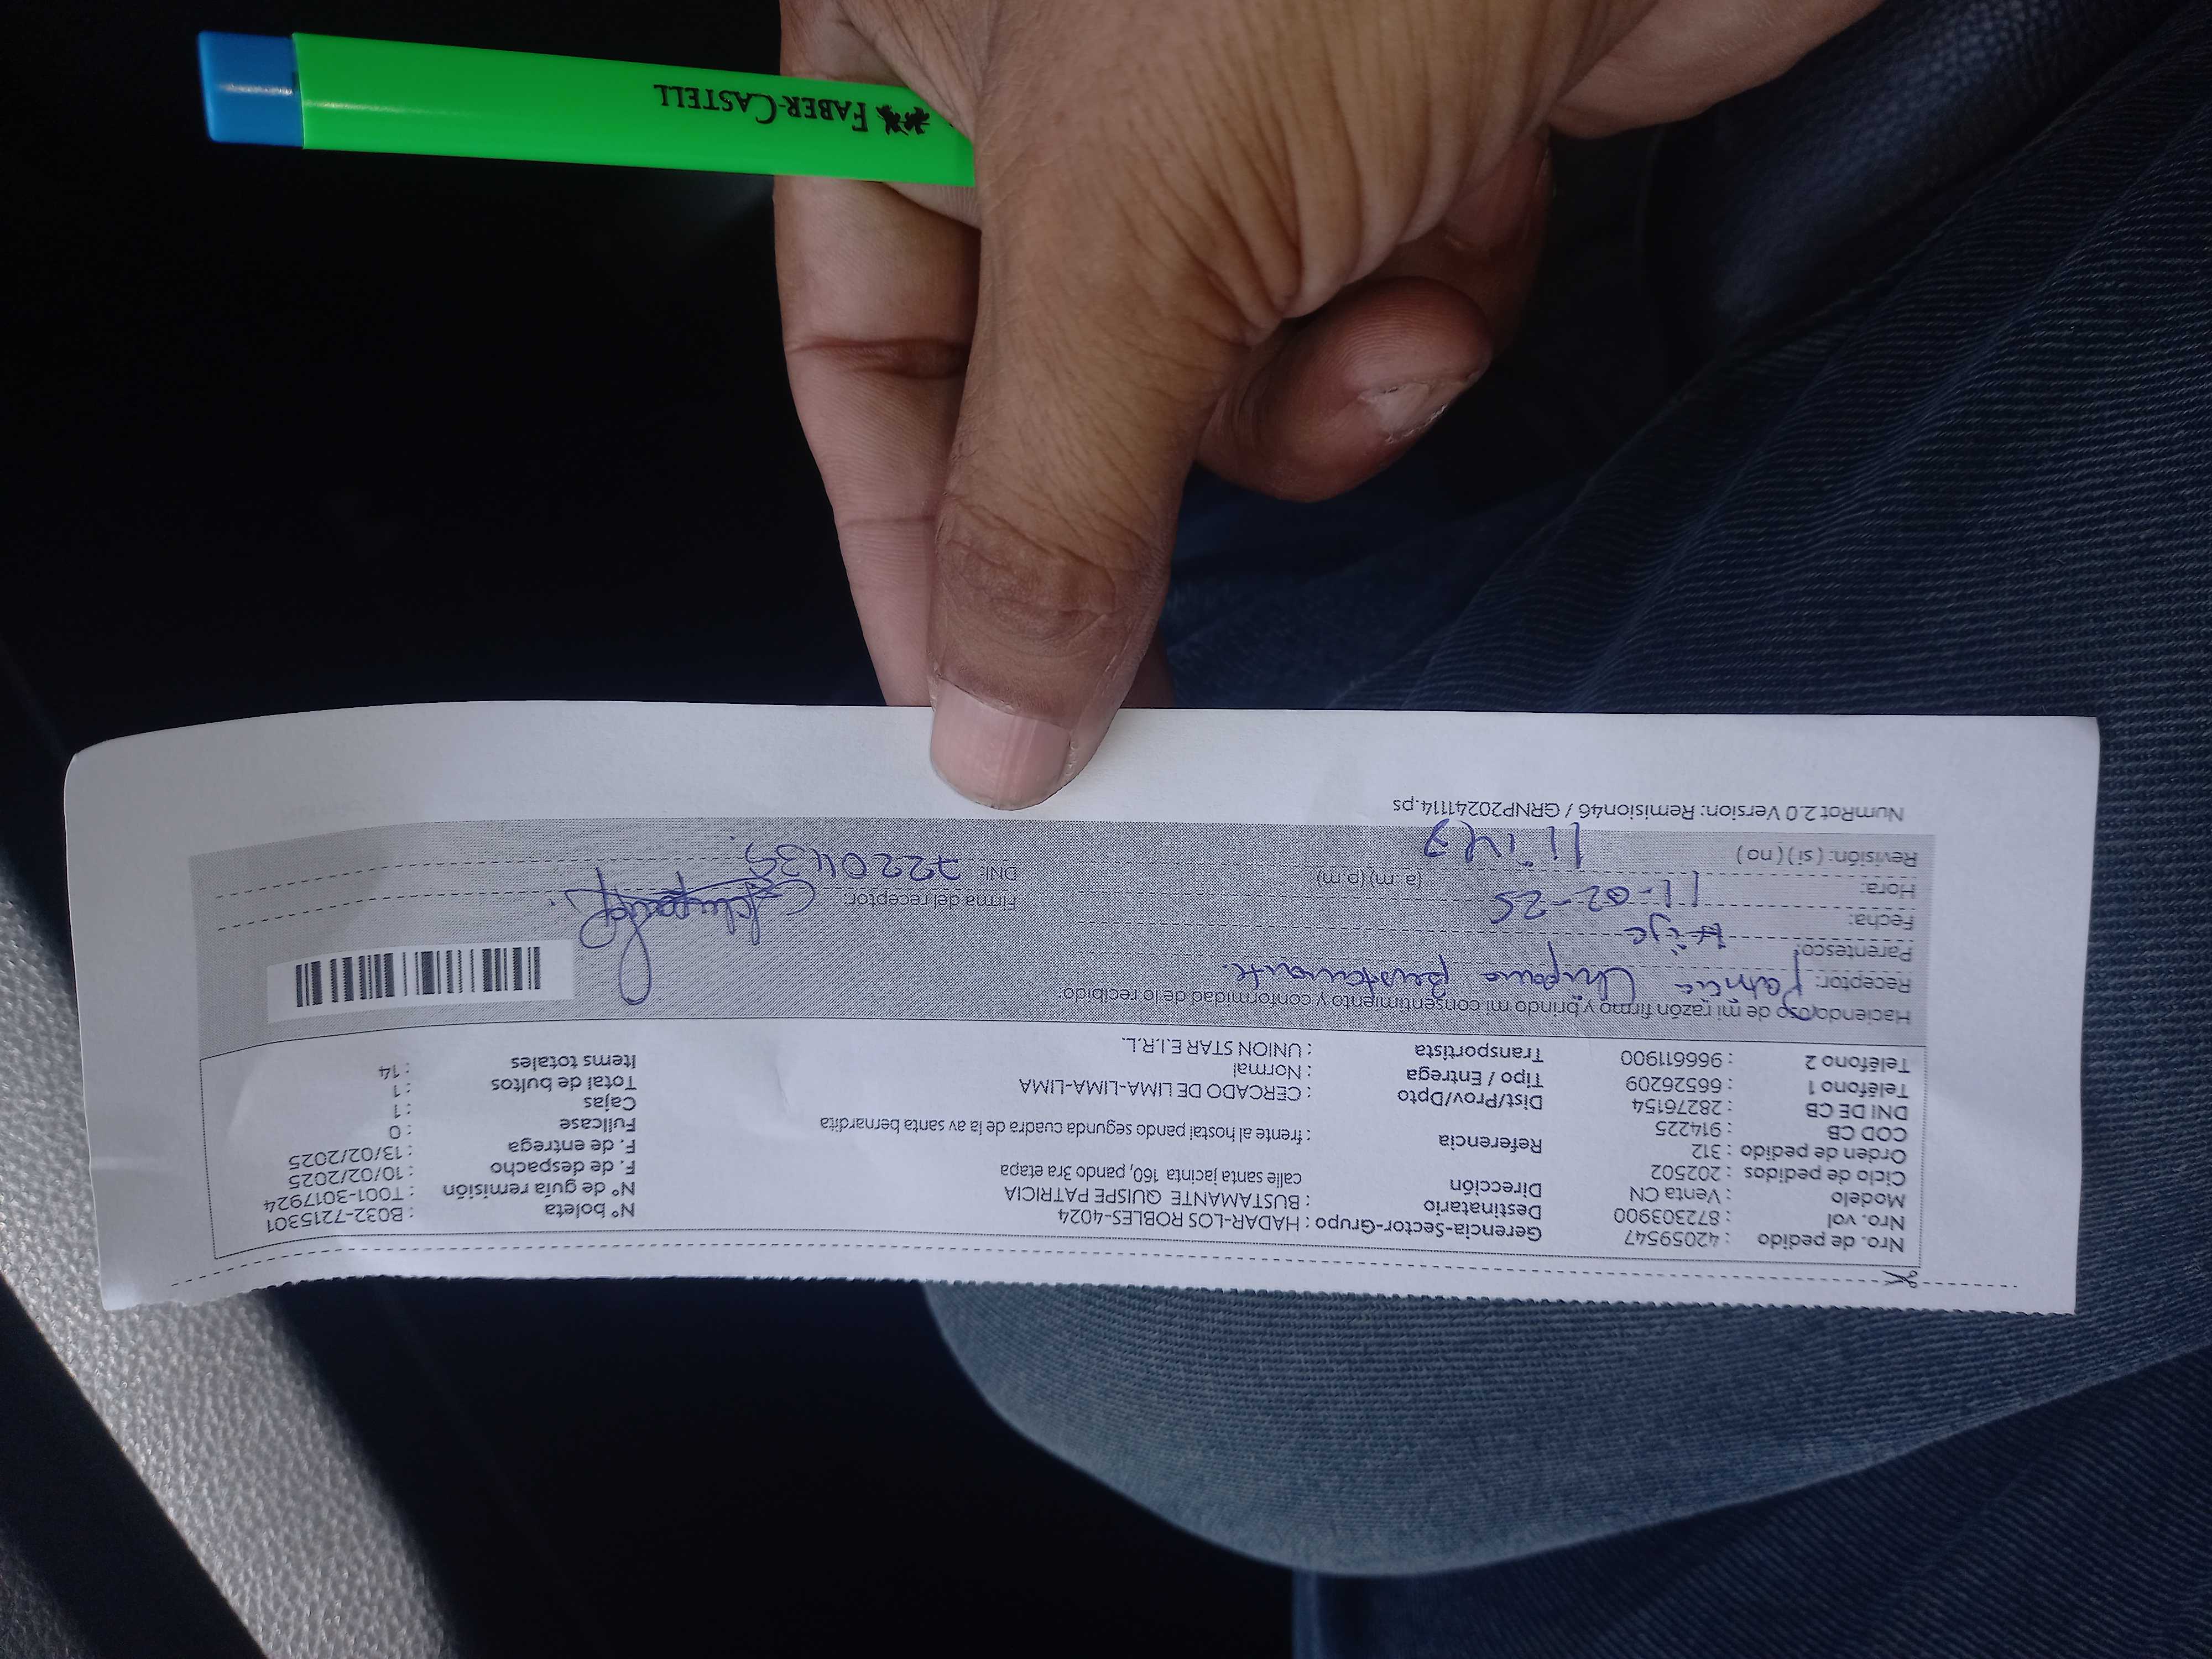 FABER-CASTELL
Nro. de pedido : 42059547
Nro. vol : 872303900
Modelo : Venta CN
Ciclo de pedidos : 202502
Orden de pedido : 312
COD CB : 914225
DNI DE CB : 28276154
Teléfono 1 : 66526209
Teléfono 2 : 966611900
Gerencia-Sector-Grupo : HADAR-LOS ROBLES-4024
Destinatario : BUSTAMANTE QUISPE PATRICIA
Dirección calle santa jacinta 160, pando 3ra etapa
Referencia : frente al hostal pando segunda cuadra de la av santa bernardita
Dist/Prov/Dpto : CERCADO DE LIMA-LIMA-LIMA
Tipo / Entrega : Normal
Transportista : UNION STAR E.I.R.L.
Nº boleta : B032-7215301
Nº de guía remisión : T001-3017924
F. de despacho : 10/02/2025
F. de entrega : 13/02/2025
Fullcase : 0
Cajas : 1
Total de bultos : 1
Items totales : 14
Haciendo uso de mi razón firmo y brindo mi consentimiento y conformidad de lo recibido.
Receptor: Patricia Bustamante
Parentesco: Hija
Fecha: 11-02-25
Hora: 11:47 (a.m) (p.m)
Revisión: ( si ) ( no )
Firma del receptor:
DNI:
NumRot 2.0 Version: Remision46 / GRNP20241114.ps